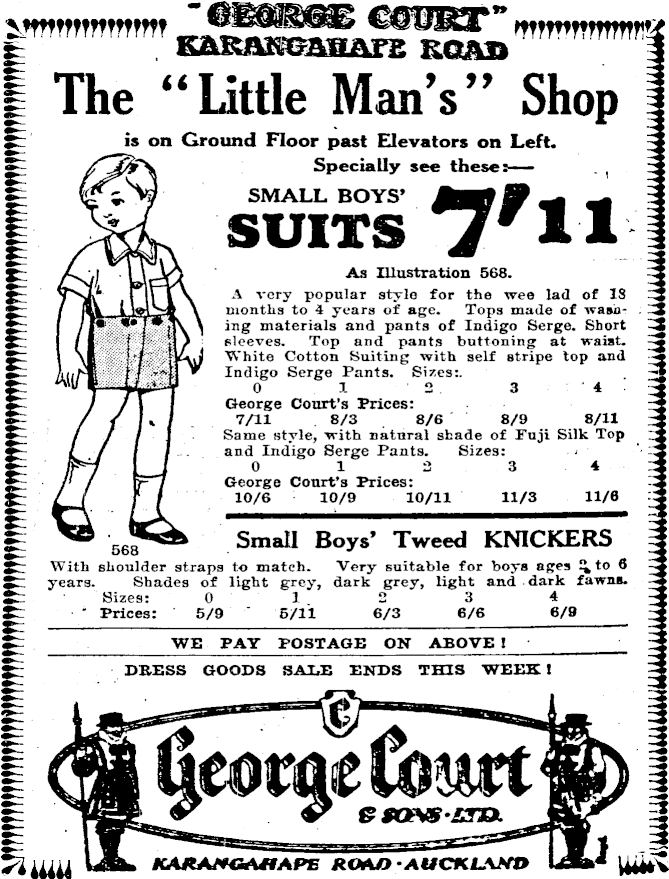 "GEORGE COURT"
KARANGAHAPE ROAD
The "Little Man's" Shop
is on Ground Floor past Elevators on Left.
Specially see these:—
SMALL BOYS'
SUITS 7'11
As Illustration 568.
A very popular style for the wee lad of 18
months to 4 years of age. Tops made of wash-
ing materials and pants of Indigo Serge. Short
sleeves. Top and pants buttoning at waist.
White Cotton Suiting with self stripe top and
Indigo Serge Pants. Sizes:.
0 1 2 3 4
George Court's Prices:
7/11 8/3 8/6 8/9 8/11
Same style, with natural shade of Fuji Silk Top
and Indigo Serge Pants. Sizes:
0 1 2 3 4
George Court's Prices:
10/6 10/9 10/11 11/3 11/6
568
Small Boys' Tweed KNICKERS
With shoulder straps to match. Very suitable for boys ages 2 to 6
years. Shades of light grey, dark grey, light and dark fawns.
Sizes: 0 1 2 3 4
Prices: 5/9 5/11 6/3 6/6 6/9
WE PAY POSTAGE ON ABOVE!
DRESS GOODS SALE ENDS THIS WEEK!
C
George Court
& SONS·LTD.
KARANGAHAPE ROAD·AUCKLAND